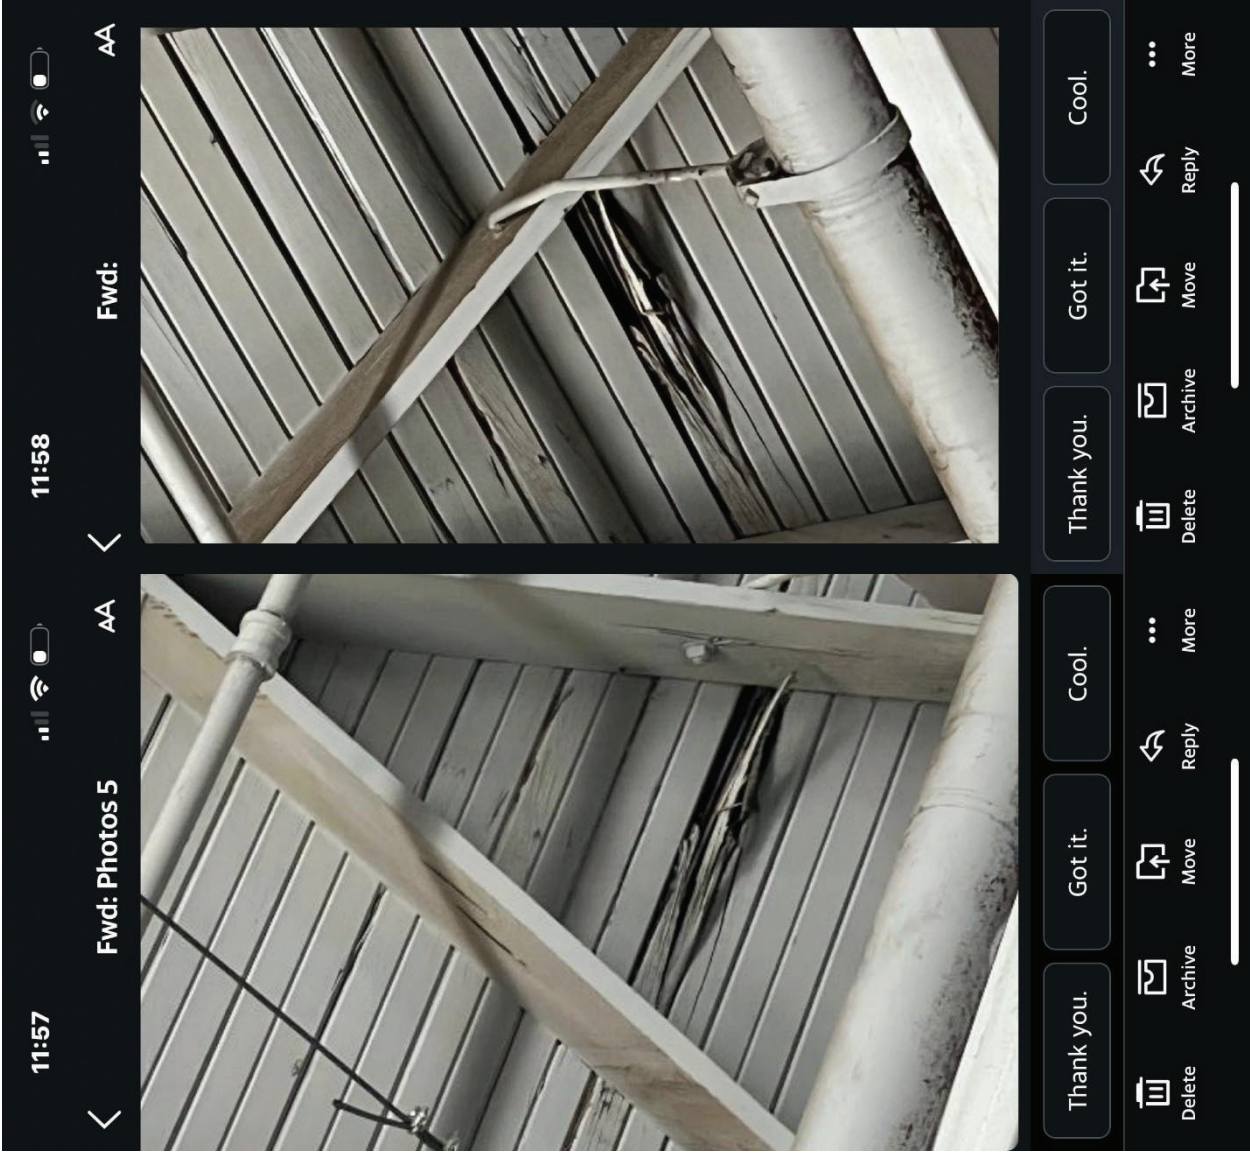 11:57
Fwd: Photos 5 AA
Thank you. Got it. Cool.
Delete Archive Move Reply More
11:58
Fwd: AA
Thank you. Got it. Cool.
Delete Archive Move Reply More